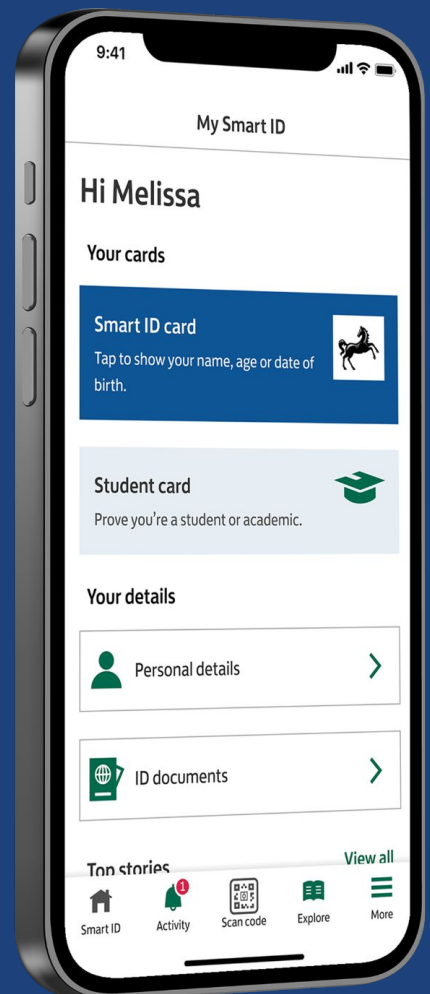 9:41
My Smart ID
Hi Melissa
Your cards
Smart ID card
Tap to show your name, age or date of
birth.
Student card
Prove you're a student or academic.
Your details
Personal details
ID documents
Top stories
View all
1
Smart ID
Activity
Scan code
Explore
More